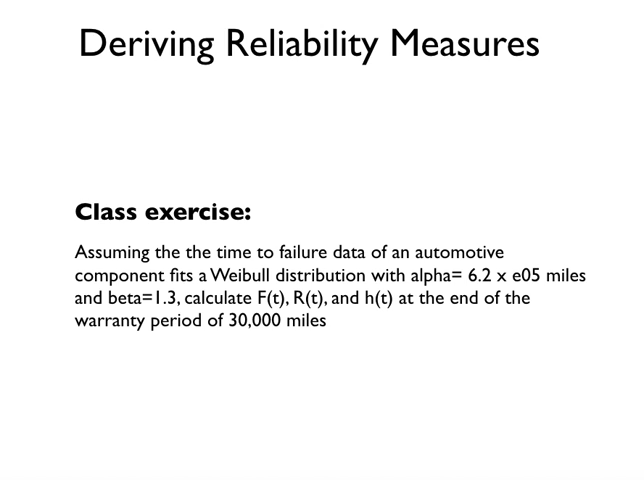 Deriving Reliability Measures
Class exercise:
Assuming the the time to failure data of an automotive
component fits a Weibull distribution with alpha= 6.2 x e05 miles
and beta=1.3, calculate F(t), R(t), and h(t) at the end of the
warranty period of 30,000 miles